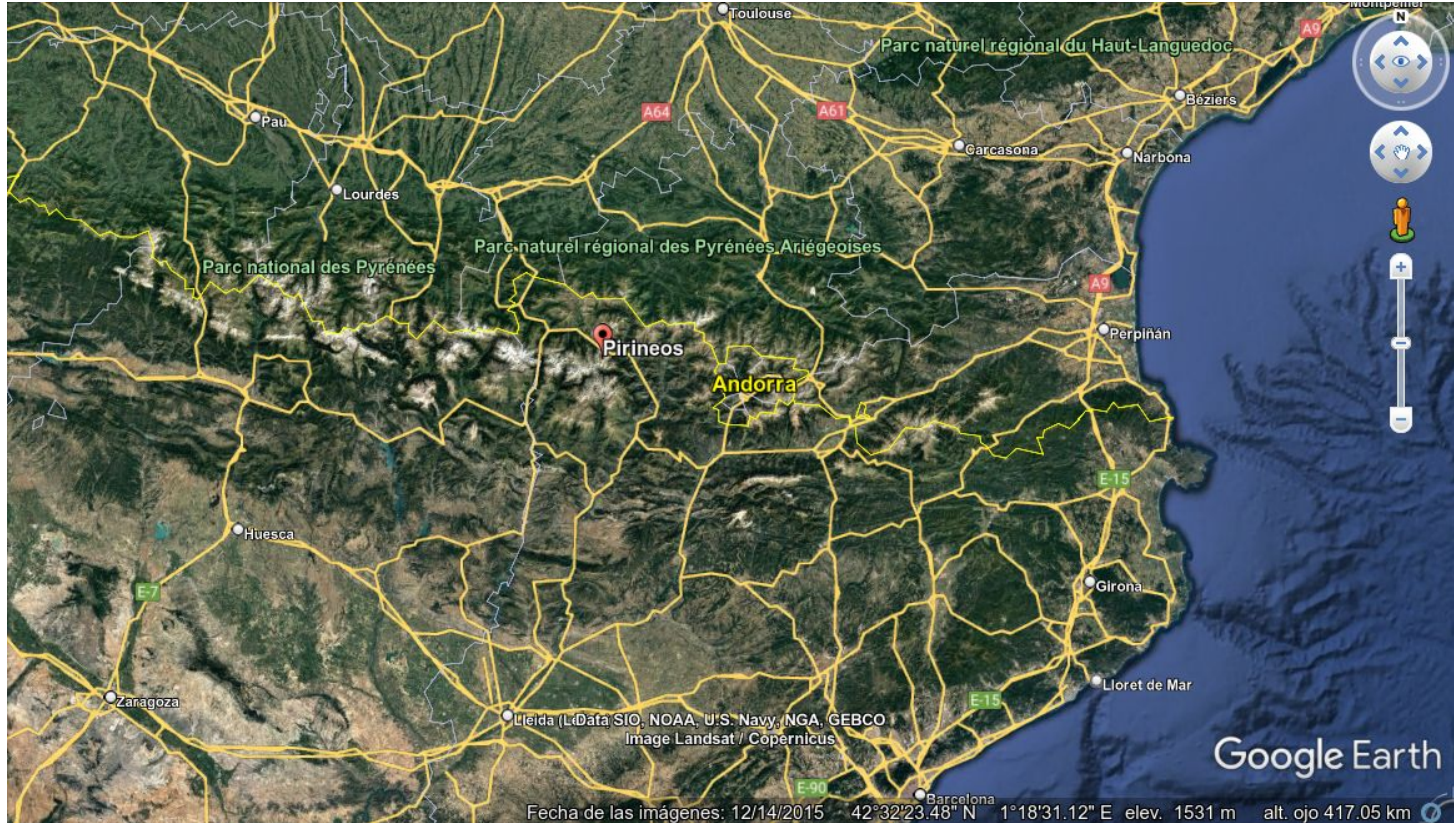 Toulouse
Montpellier
N
A9
Parc naturel régional du Haut-Languedoc
Béziers
A64
A61
Pau
Carcasona
Narbona
Lourdes
Parc naturel régional des Pyrénées Ariégeoises
Parc national des Pyrénées
A9
Perpiñán
Pirineos
Andorra
E-15
Huesca
Girona
E-7
Lloret de Mar
Zaragoza
E-15
Lleida (L
Data SIO, NOAA, U.S. Navy, NGA, GEBCO
Image Landsat / Copernicus
Google Earth
E-90
Barcelona
Fecha de las imágenes: 12/14/2015 42°32'23.48" N 1°18'31.12" E elev. 1531 m alt. ojo 417.05 km